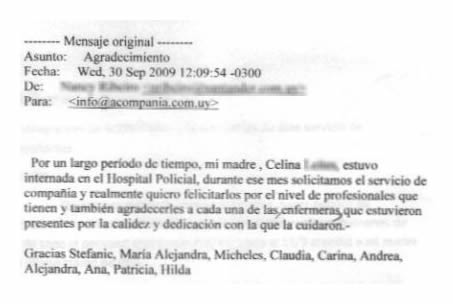 -------- Mensaje original --------
Asunto: Agradecimiento
Fecha: Wed, 30 Sep 2009 12:09:54 -0300
De:
Para: <info@acompania.com.uy>
Por un largo período de tiempo, mi madre , Celina estuvo
internada en el Hospital Policial, durante ese mes solicitamos el servicio de
compañia y realmente quiero felicitarlos por el nivel de profesionales que
tienen y también agradecerles a cada una de las enfermeras que estuvieron
presentes por la calidez y dedicación con la que la cuidarón.-
Gracias Stefanie, María Alejandra, Micheles, Claudia, Carina, Andrea,
Alejandra, Ana, Patricia, Hilda